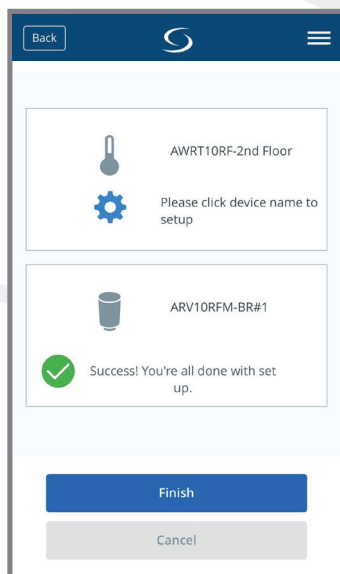 Back
AWRT10RF-2nd Floor
Please click device name to
setup
ARV10RFM-BR#1
Success! You're all done with set
up.
Finish
Cancel